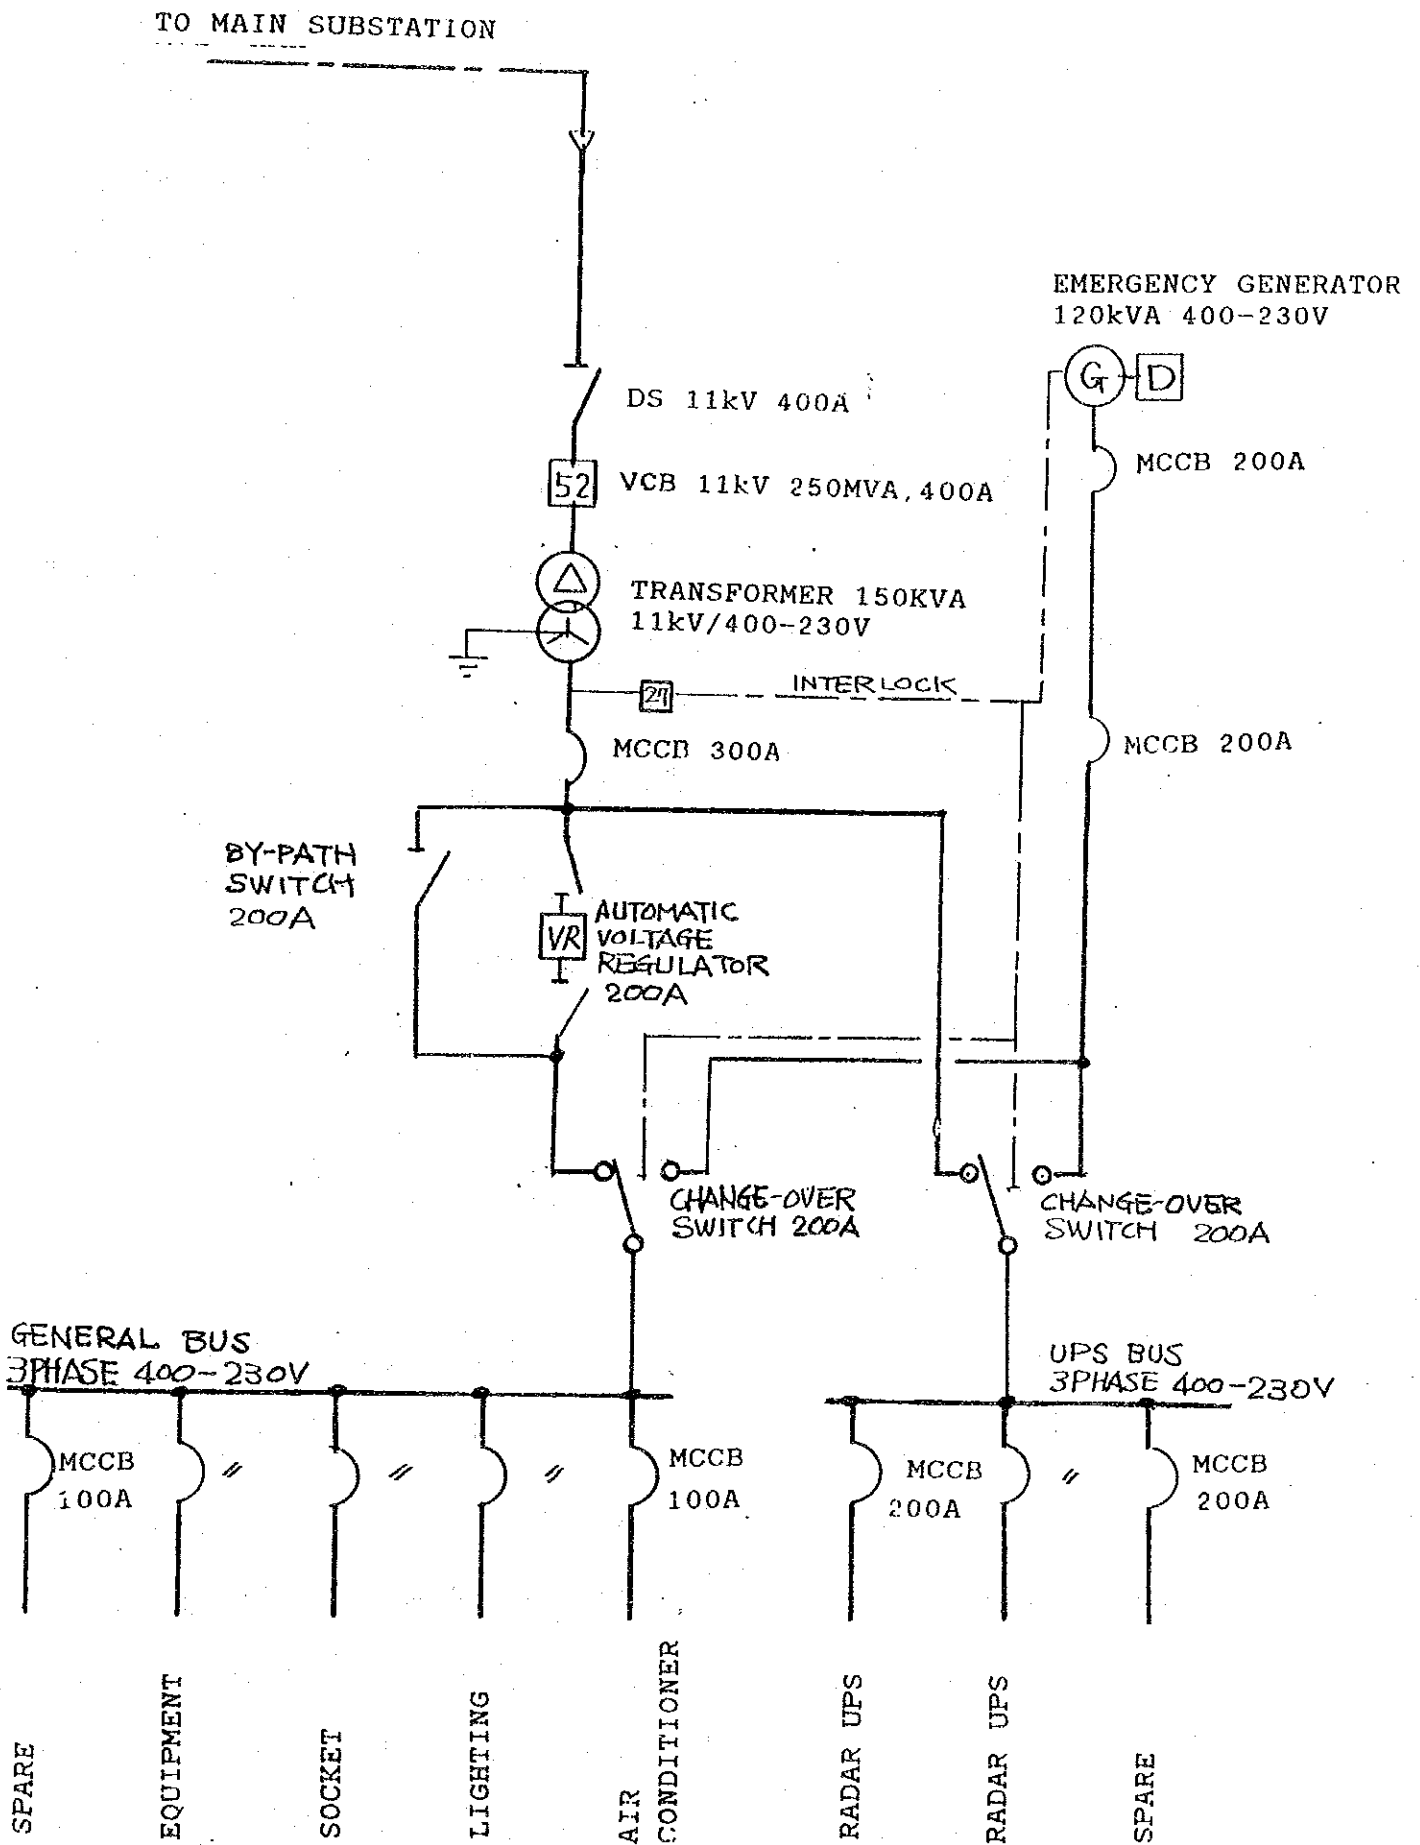 TO MAIN SUBSTATION
EMERGENCY GENERATOR
120kVA 400-230V
G
D
DS 11kV 400A
MCCB 200A
52
VCB 11kV 250MVA, 400A
TRANSFORMER 150KVA
11kV/400-230V
27
INTERLOCK
MCCB 300A
MCCB 200A
BY-PATH
SWITCH
200A
VR
AUTOMATIC
VOLTAGE
REGULATOR
200A
CHANGE-OVER
SWITCH 200A
CHANGE-OVER
SWITCH 200A
GENERAL BUS
3PHASE 400-230V
UPS BUS
3PHASE 400-230V
MCCB
100A
〃
〃
〃
MCCB
100A
MCCB
200A
〃
MCCB
200A
SPARE
EQUIPMENT
SOCKET
LIGHTING
AIR
CONDITIONER
RADAR UPS
RADAR UPS
SPARE